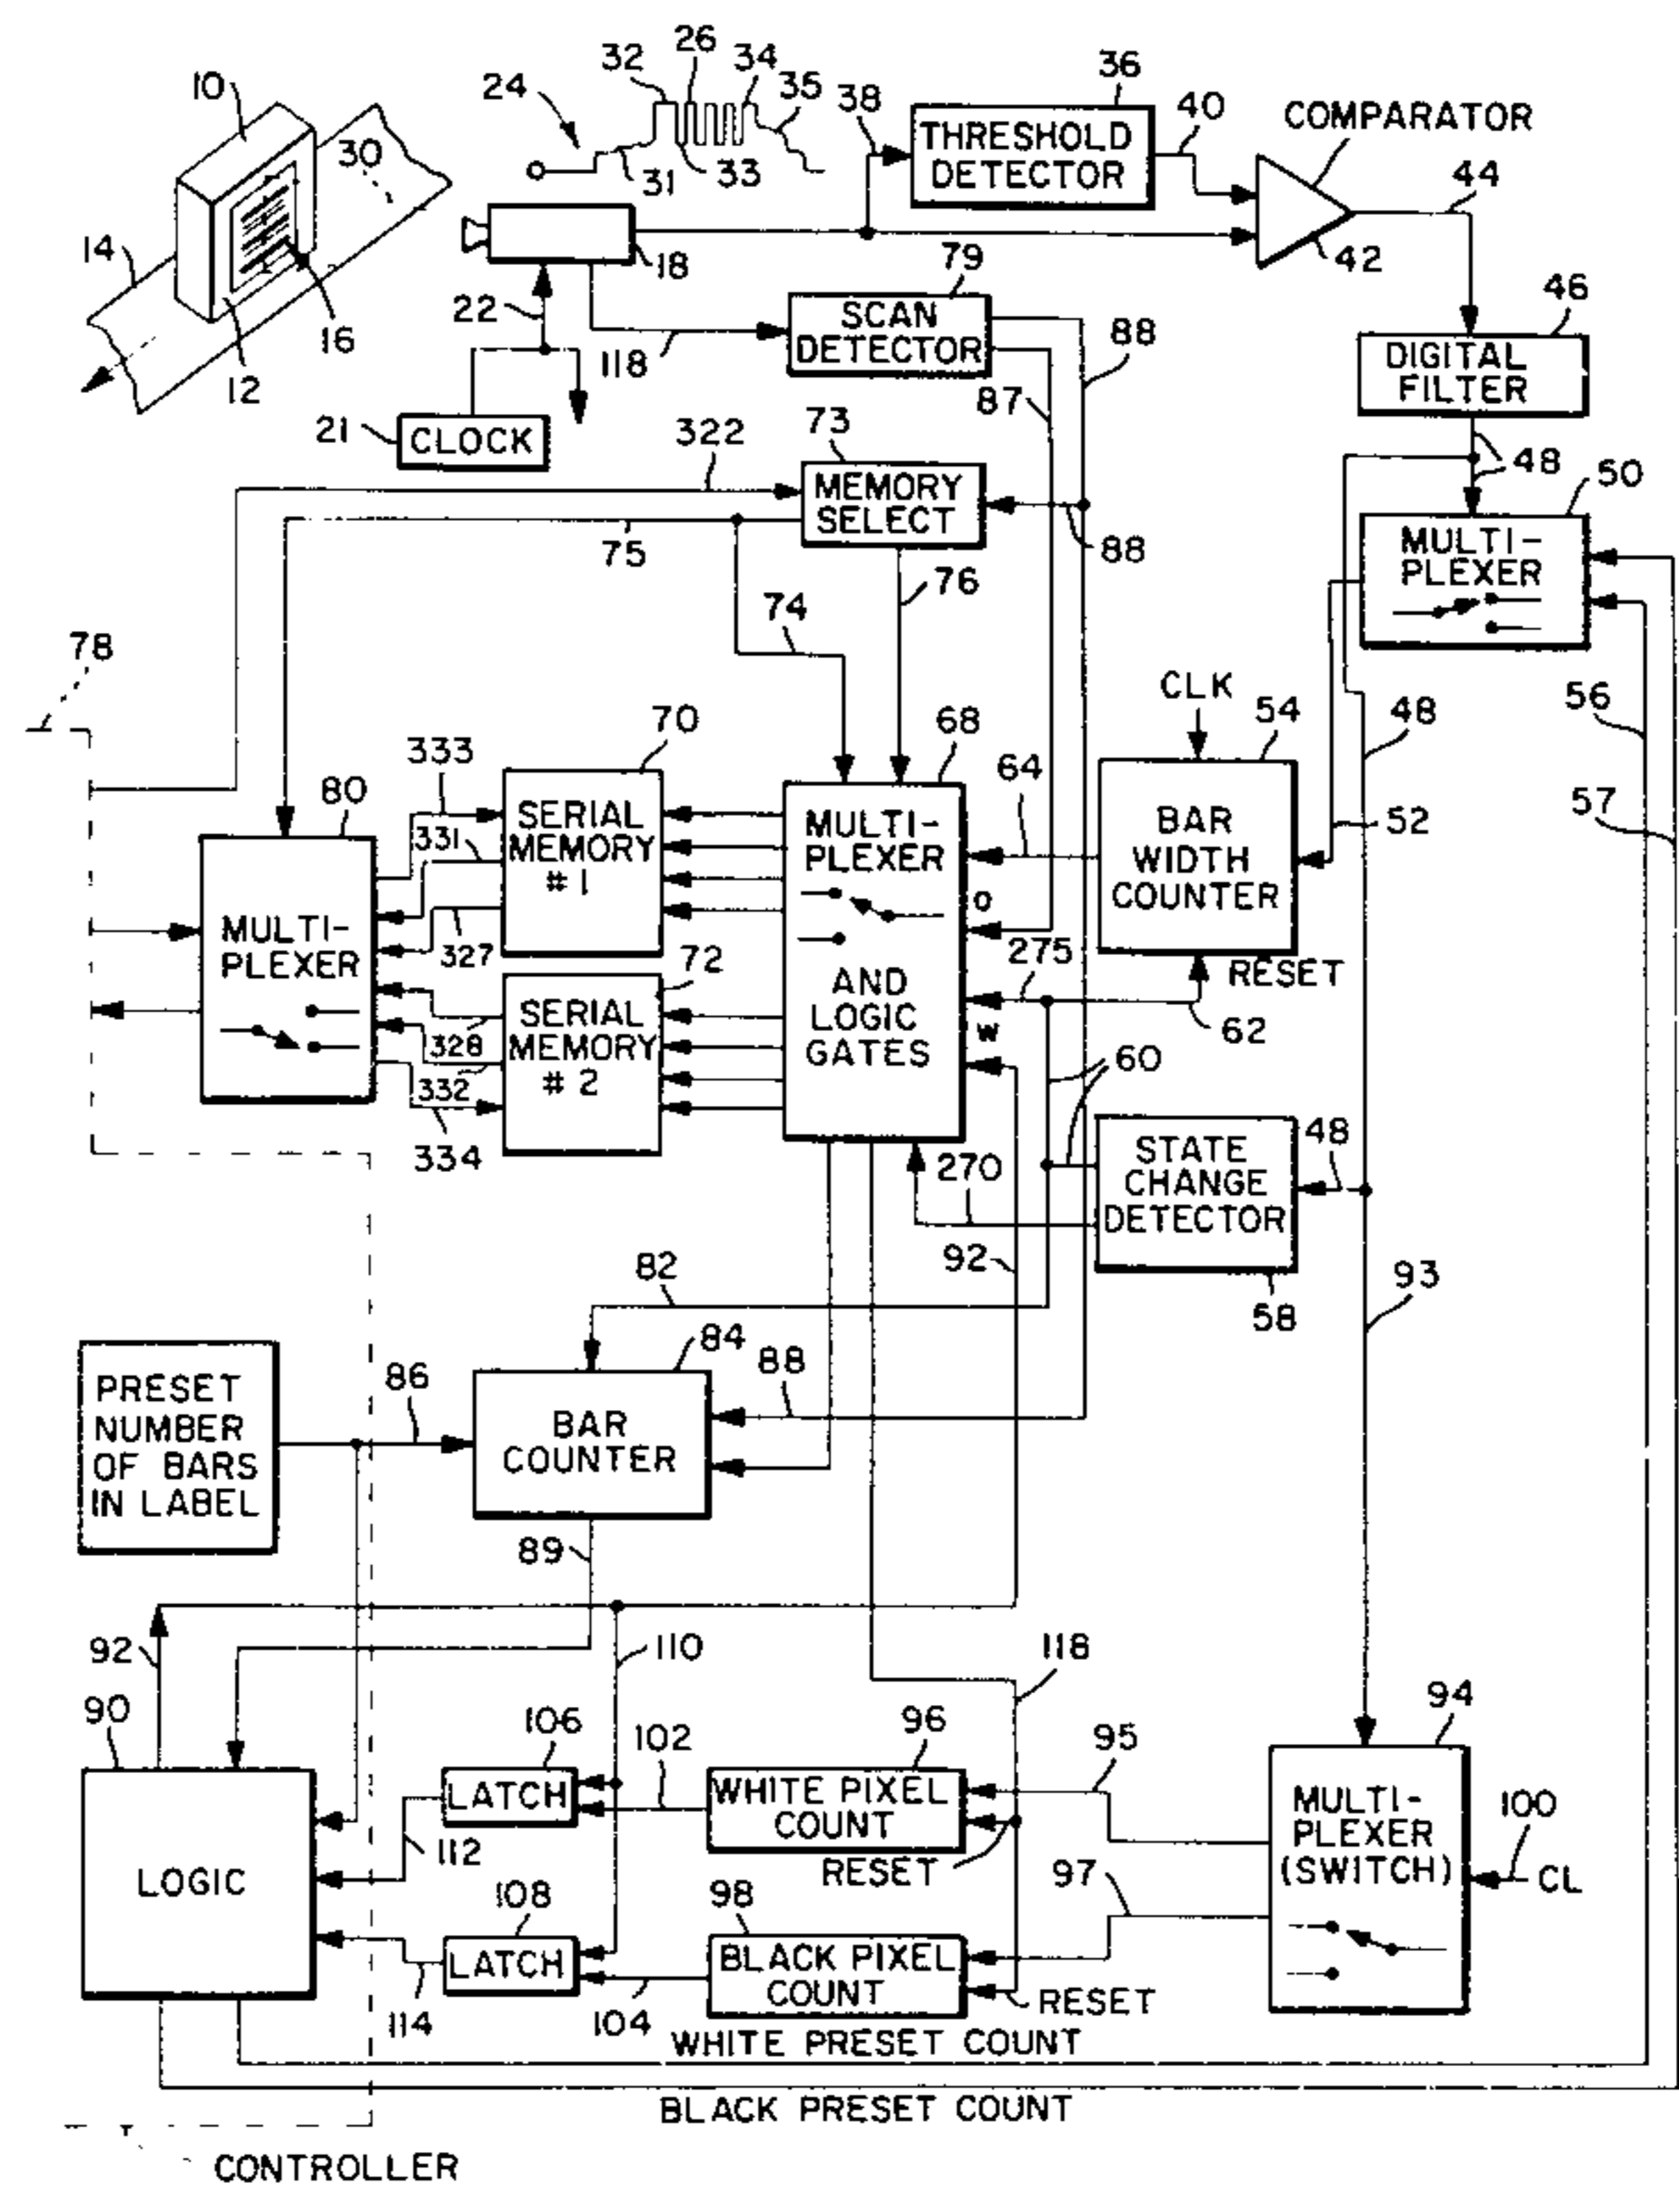 32
26
34
35
36
10
24
38
40
COMPARATOR
THRESHOLD
DETECTOR
30
31
33
44
14
18
42
79
22
SCAN
DETECTOR
46
16
118
88
DIGITAL
FILTER
12
87
21
CLOCK
322
73
48
50
MEMORY
SELECT
MULTI-
PLEXER
75
88
76
74
78
CLK
56
70
68
54
48
333
64
80
57
SERIAL
MEMORY
# 1
331
MULTI-
PLEXER
BAR
WIDTH
COUNTER
52
O
MULTI-
PLEXER
327
72
275
RESET
AND
LOGIC
GATES
SERIAL
MEMORY
# 2
328
W
62
332
60
334
270
STATE
CHANGE
DETECTOR
48
92
82
93
58
84
88
PRESET
NUMBER
OF BARS
IN LABEL
86
BAR
COUNTER
89
92
110
118
90
106
102
96
95
94
LATCH
WHITE PIXEL
COUNT
MULTI-
PLEXER
(SWITCH)
100
CL
112
RESET
LOGIC
108
98
97
LATCH
BLACK PIXEL
COUNT
114
104
RESET
WHITE PRESET COUNT
BLACK PRESET COUNT
CONTROLLER